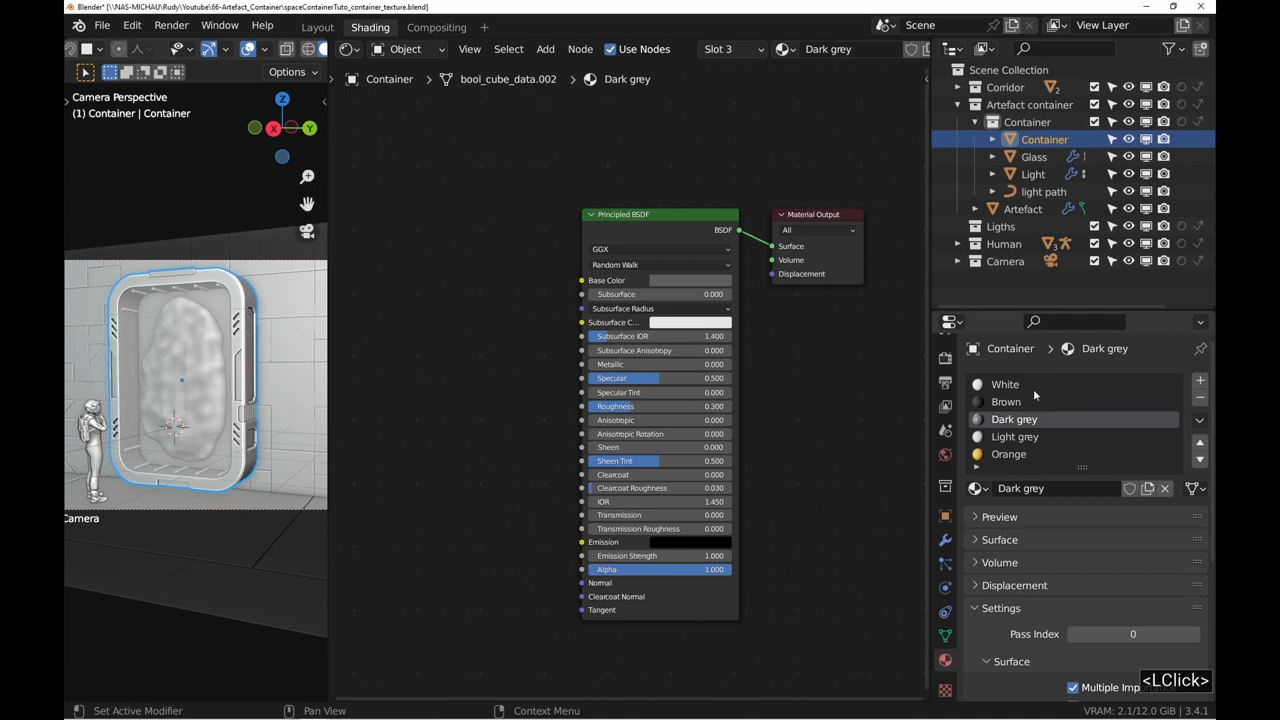 Blender* [\\NAS-MICHAU\Rudy\Youtube\66-Artefact_Container\spaceContainerTuto_container_texture.blend]
File Edit Render Window Help Layout Shading Compositing + Scene View Layer
Object View Select Add Node Use Nodes Slot 3 Dark grey
Options
Container > bool_cube_data.002 > Dark grey
Camera Perspective
(1) Container | Container
Z
X
Y
Camera
Principled BSDF
BSDF
GGX
Random Walk
Base Color
Subsurface 0.000
Subsurface Radius
Subsurface C...
Subsurface IOR 1.400
Subsurface Anisotropy 0.000
Metallic 0.000
Specular 0.500
Specular Tint 0.000
Roughness 0.300
Anisotropic 0.000
Anisotropic Rotation 0.000
Sheen 0.000
Sheen Tint 0.500
Clearcoat 0.000
Clearcoat Roughness 0.030
IOR 1.450
Transmission 0.000
Transmission Roughness 0.000
Emission
Emission Strength 1.000
Alpha 1.000
Normal
Clearcoat Normal
Tangent
Material Output
All
Surface
Volume
Displacement
Scene Collection
Corridor 2
Artefact container
Container
Container
Glass
Light
light path
Artefact
Ligths
Human 3
Camera
Container > Dark grey
White
Brown
Dark grey
Light grey
Orange
Dark grey
Preview
Surface
Volume
Displacement
Settings
Pass Index 0
Surface
<LClick>
Set Active Modifier Pan View Context Menu VRAM: 2.1/12.0 GiB | 3.4.1